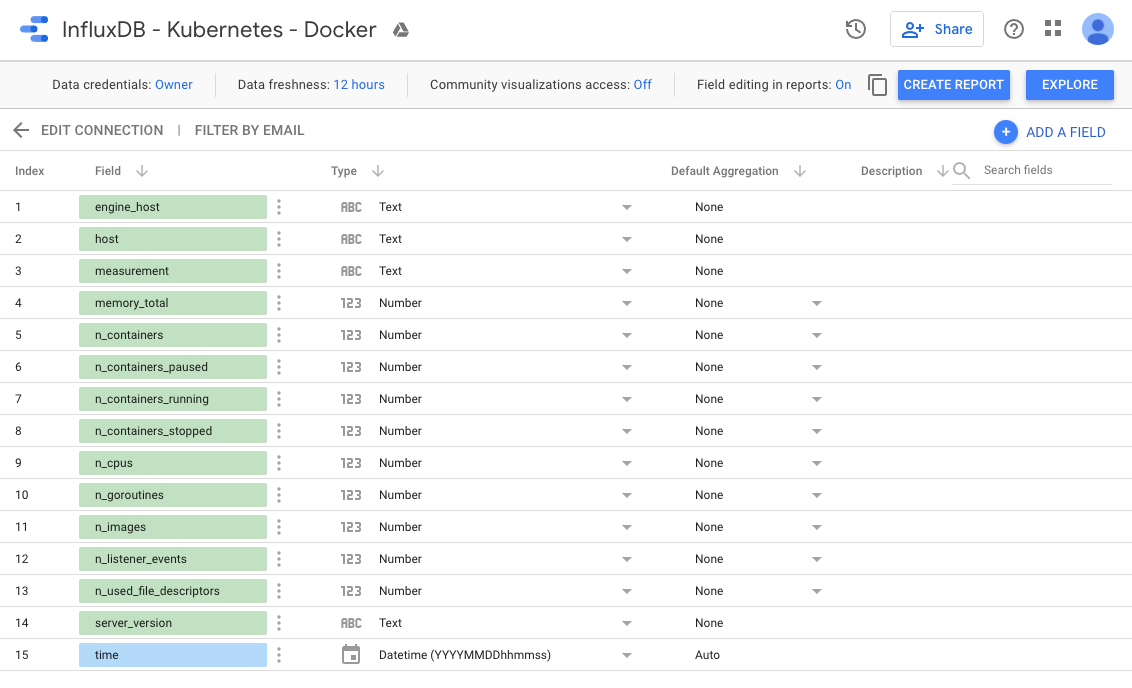 InfluxDB - Kubernetes - Docker
Share
Data credentials: Owner
Data freshness: 12 hours
Community visualizations access: Off
Field editing in reports: On
CREATE REPORT
EXPLORE
EDIT CONNECTION | FILTER BY EMAIL
ADD A FIELD
Index Field Type Default Aggregation Description Search fields
1 engine_host ABC Text None
2 host ABC Text None
3 measurement ABC Text None
4 memory_total 123 Number None
5 n_containers 123 Number None
6 n_containers_paused 123 Number None
7 n_containers_running 123 Number None
8 n_containers_stopped 123 Number None
9 n_cpus 123 Number None
10 n_goroutines 123 Number None
11 n_images 123 Number None
12 n_listener_events 123 Number None
13 n_used_file_descriptors 123 Number None
14 server_version ABC Text None
15 time Datetime (YYYYMMDDhhmmss) Auto